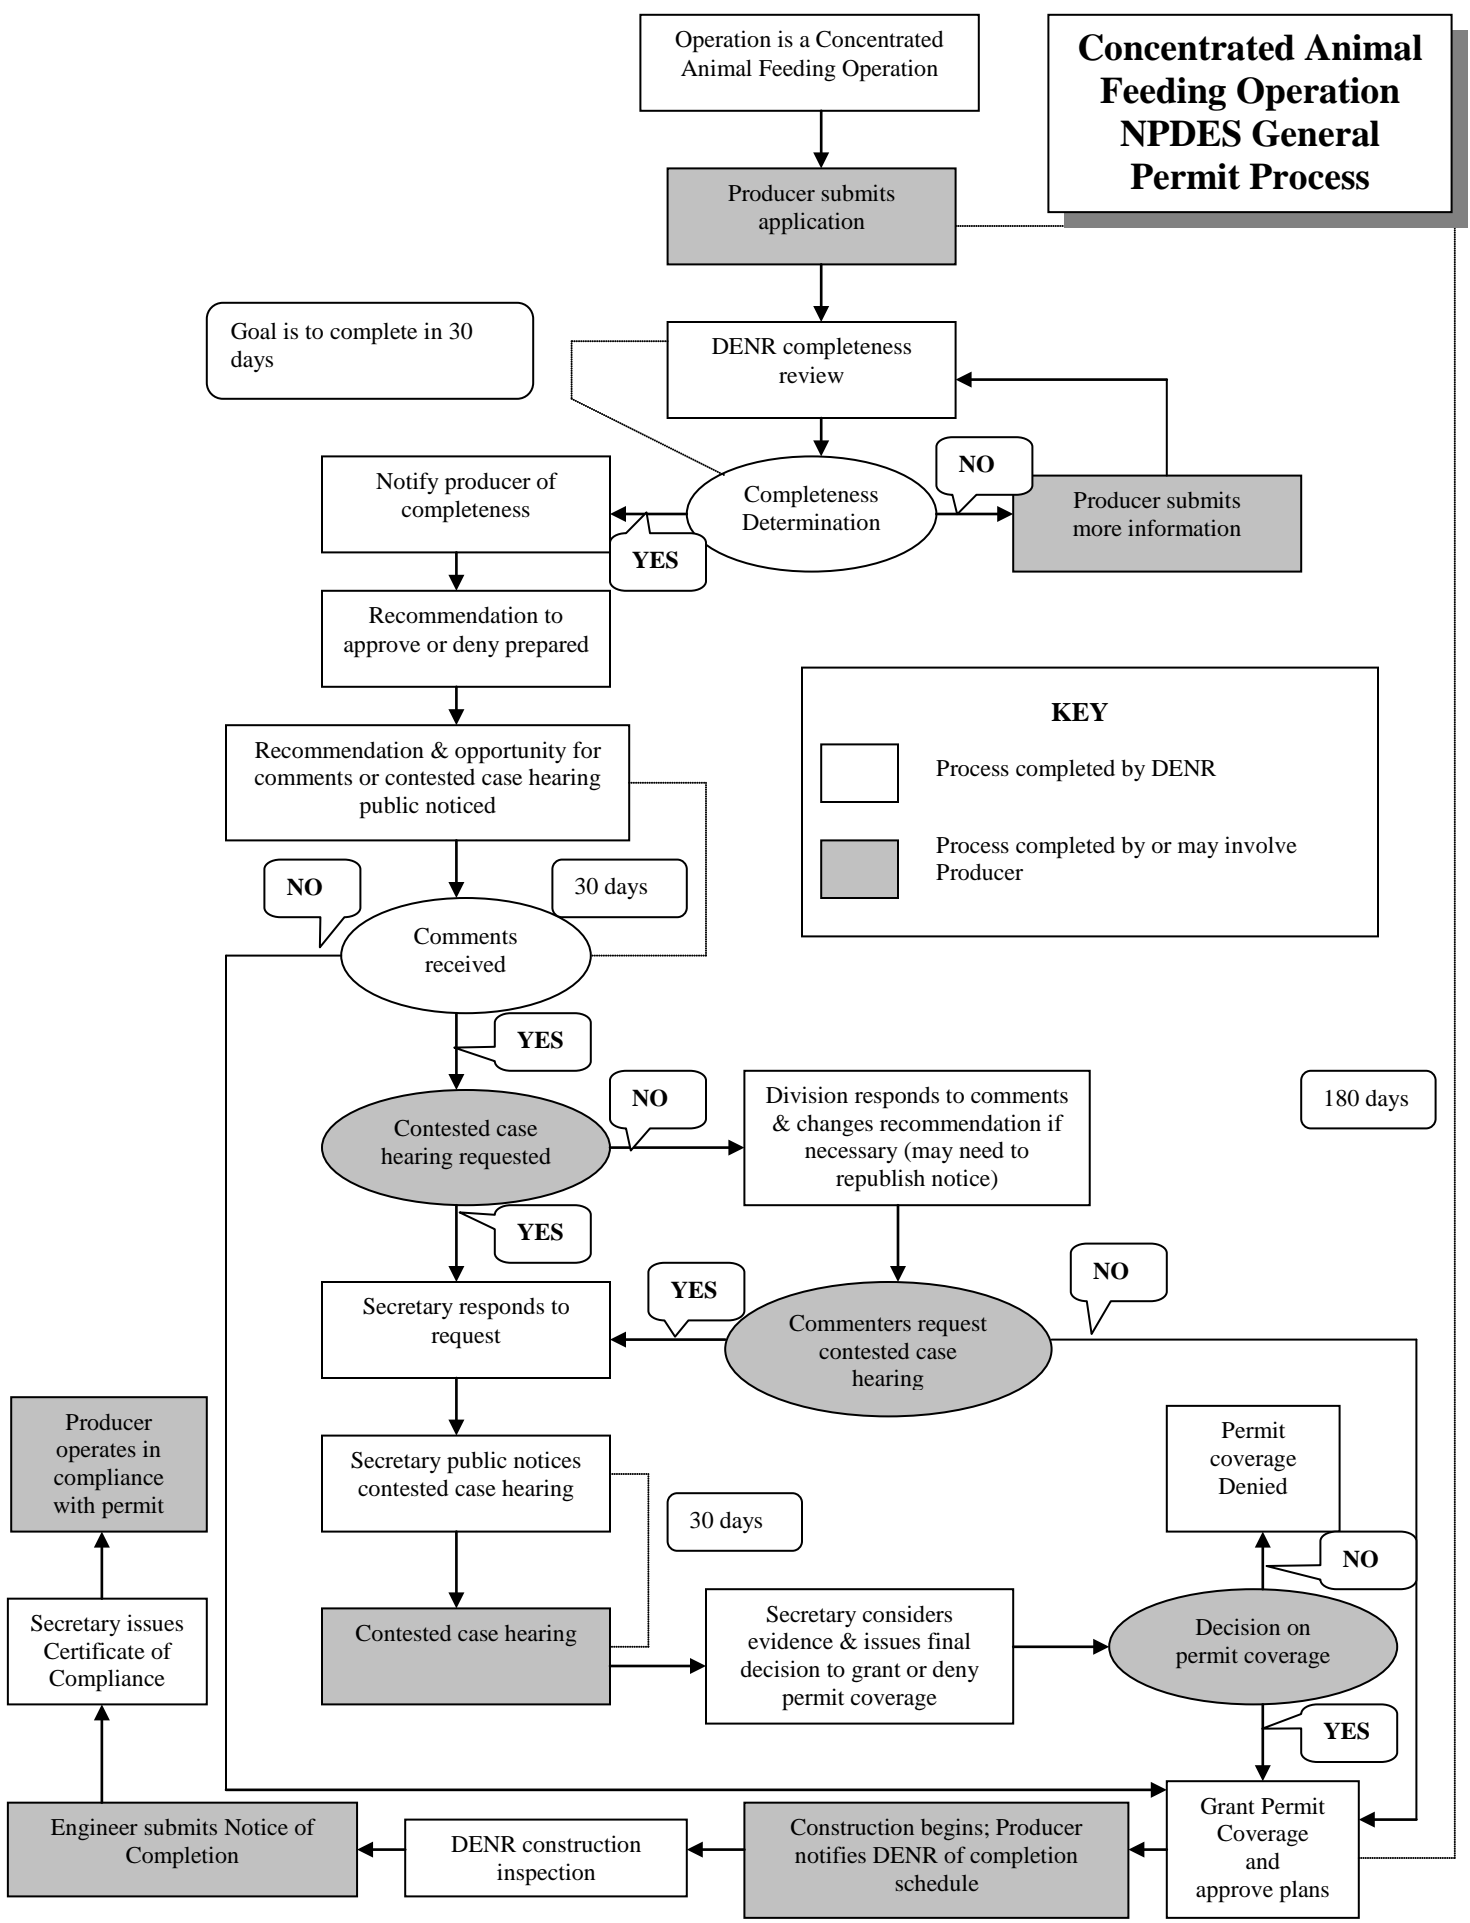 Operation is a Concentrated
Animal Feeding Operation
Concentrated Animal
Feeding Operation
NPDES General
Permit Process
Producer submits
application
Goal is to complete in 30
days
DENR completeness
review
NO
Notify producer of
completeness
Completeness
Determination
Producer submits
more information
YES
Recommendation to
approve or deny prepared
KEY
Process completed by DENR
Process completed by or may involve
Producer
Recommendation & opportunity for
comments or contested case hearing
public noticed
NO
30 days
Comments
received
YES
NO
Contested case
hearing requested
Division responds to comments
& changes recommendation if
necessary (may need to
republish notice)
180 days
YES
YES
NO
Secretary responds to
request
Commenters request
contested case
hearing
Producer
operates in
compliance
with permit
Secretary public notices
contested case hearing
Permit
coverage
Denied
30 days
NO
Secretary issues
Certificate of
Compliance
Contested case hearing
Secretary considers
evidence & issues final
decision to grant or deny
permit coverage
Decision on
permit coverage
YES
Engineer submits Notice of
Completion
DENR construction
inspection
Construction begins; Producer
notifies DENR of completion
schedule
Grant Permit
Coverage
and
approve plans